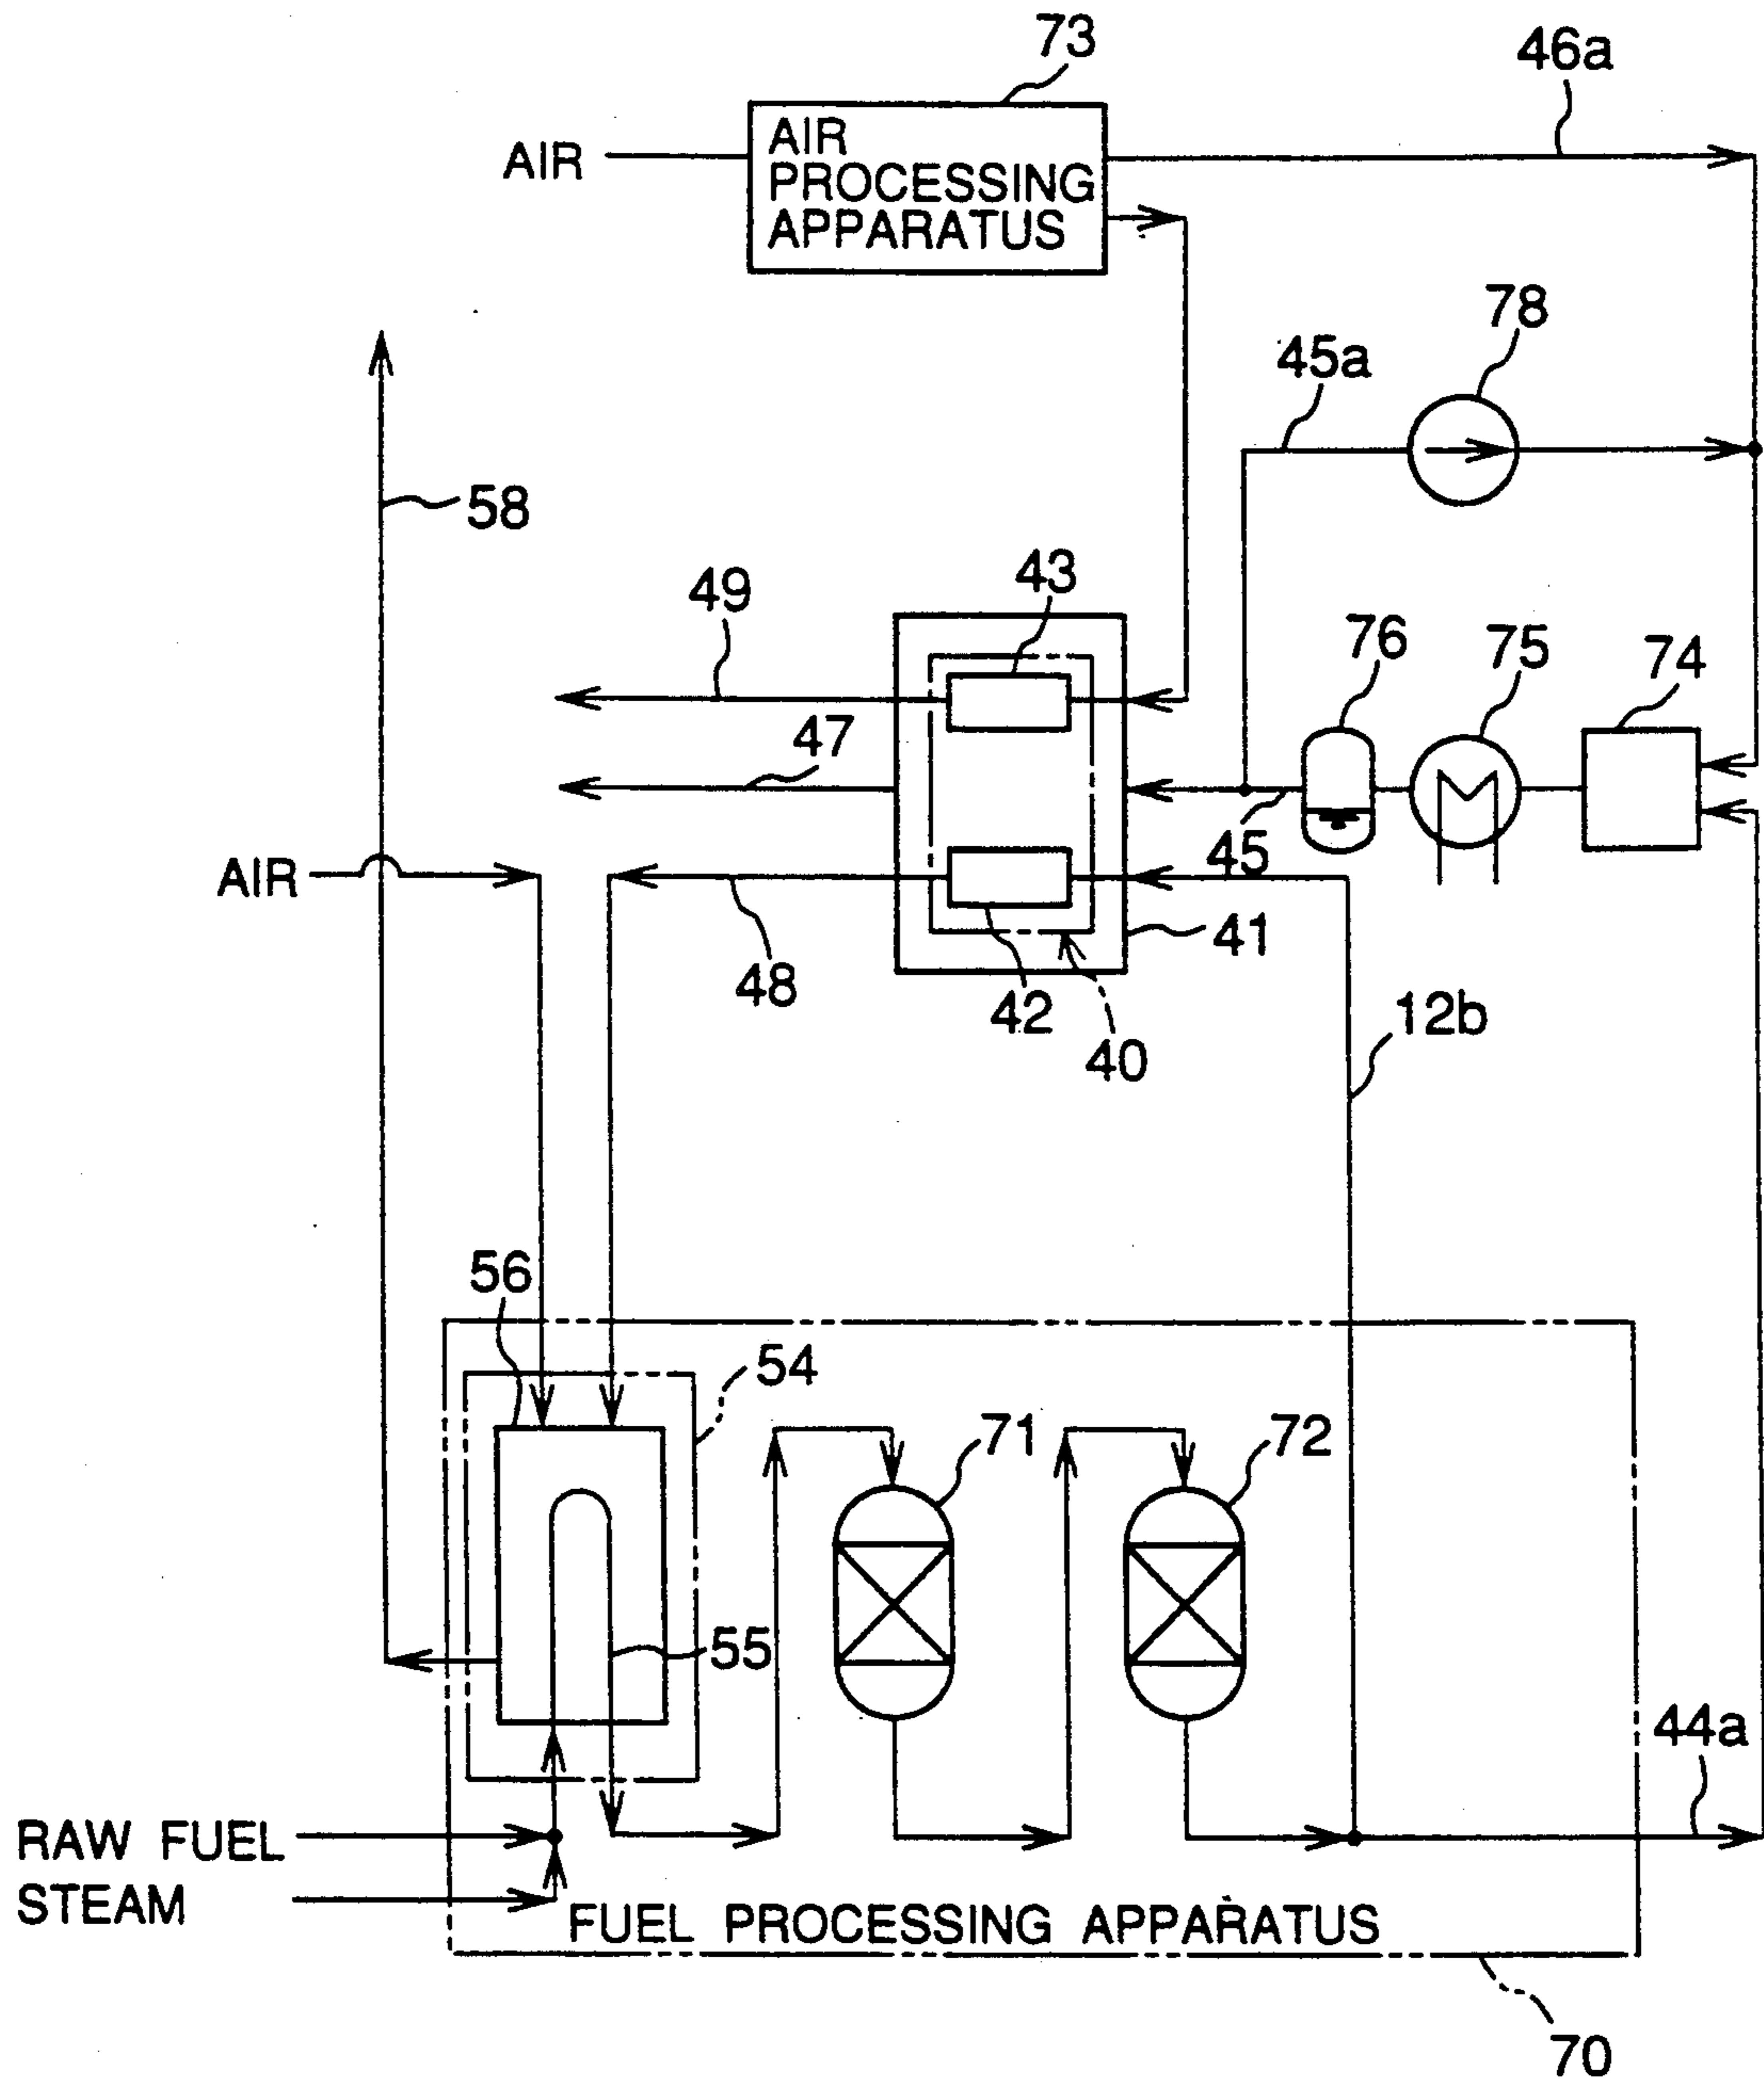 73
46a
AIR
AIR
PROCESSING
APPARATUS
78
45a
58
43
49
76
75
74
47
45
AIR
41
48
42
12b
40
56
54
71
72
55
44a
RAW FUEL
STEAM
FUEL PROCESSING APPARATUS
70